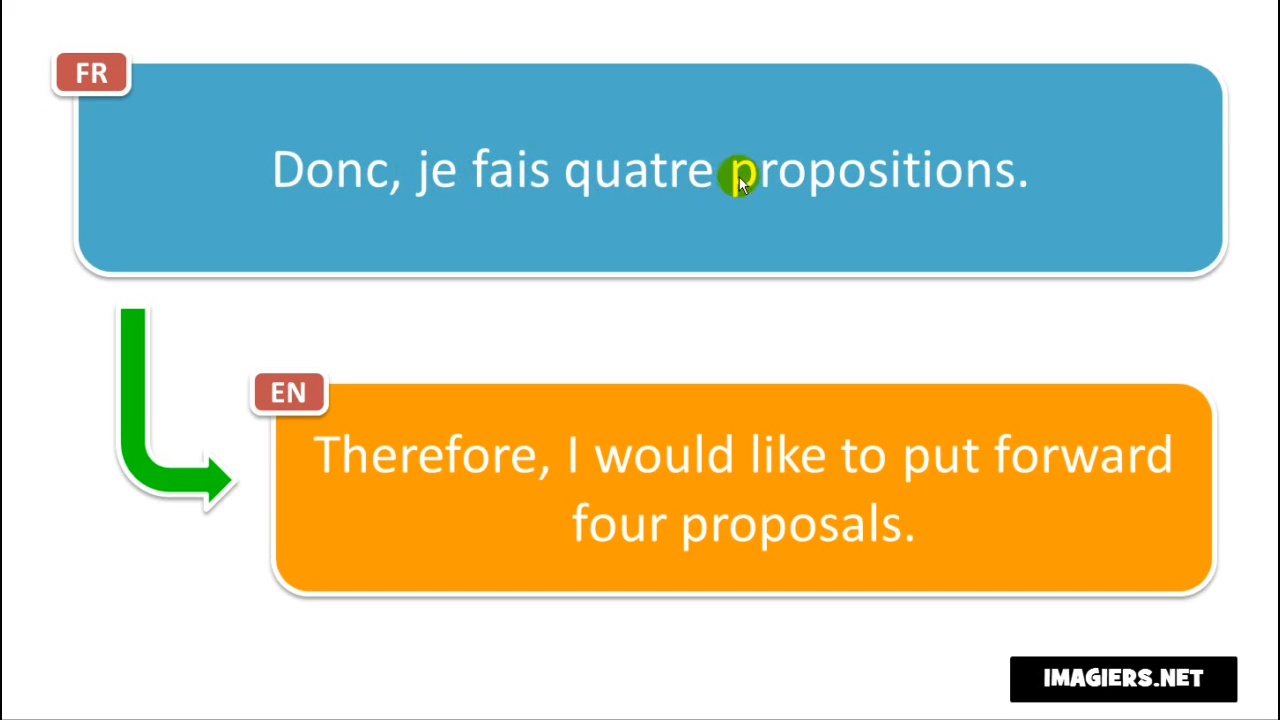 FR
Donc, je fais quatre propositions.
EN
Therefore, I would like to put forward
four proposals.
IMAGIERS.NET